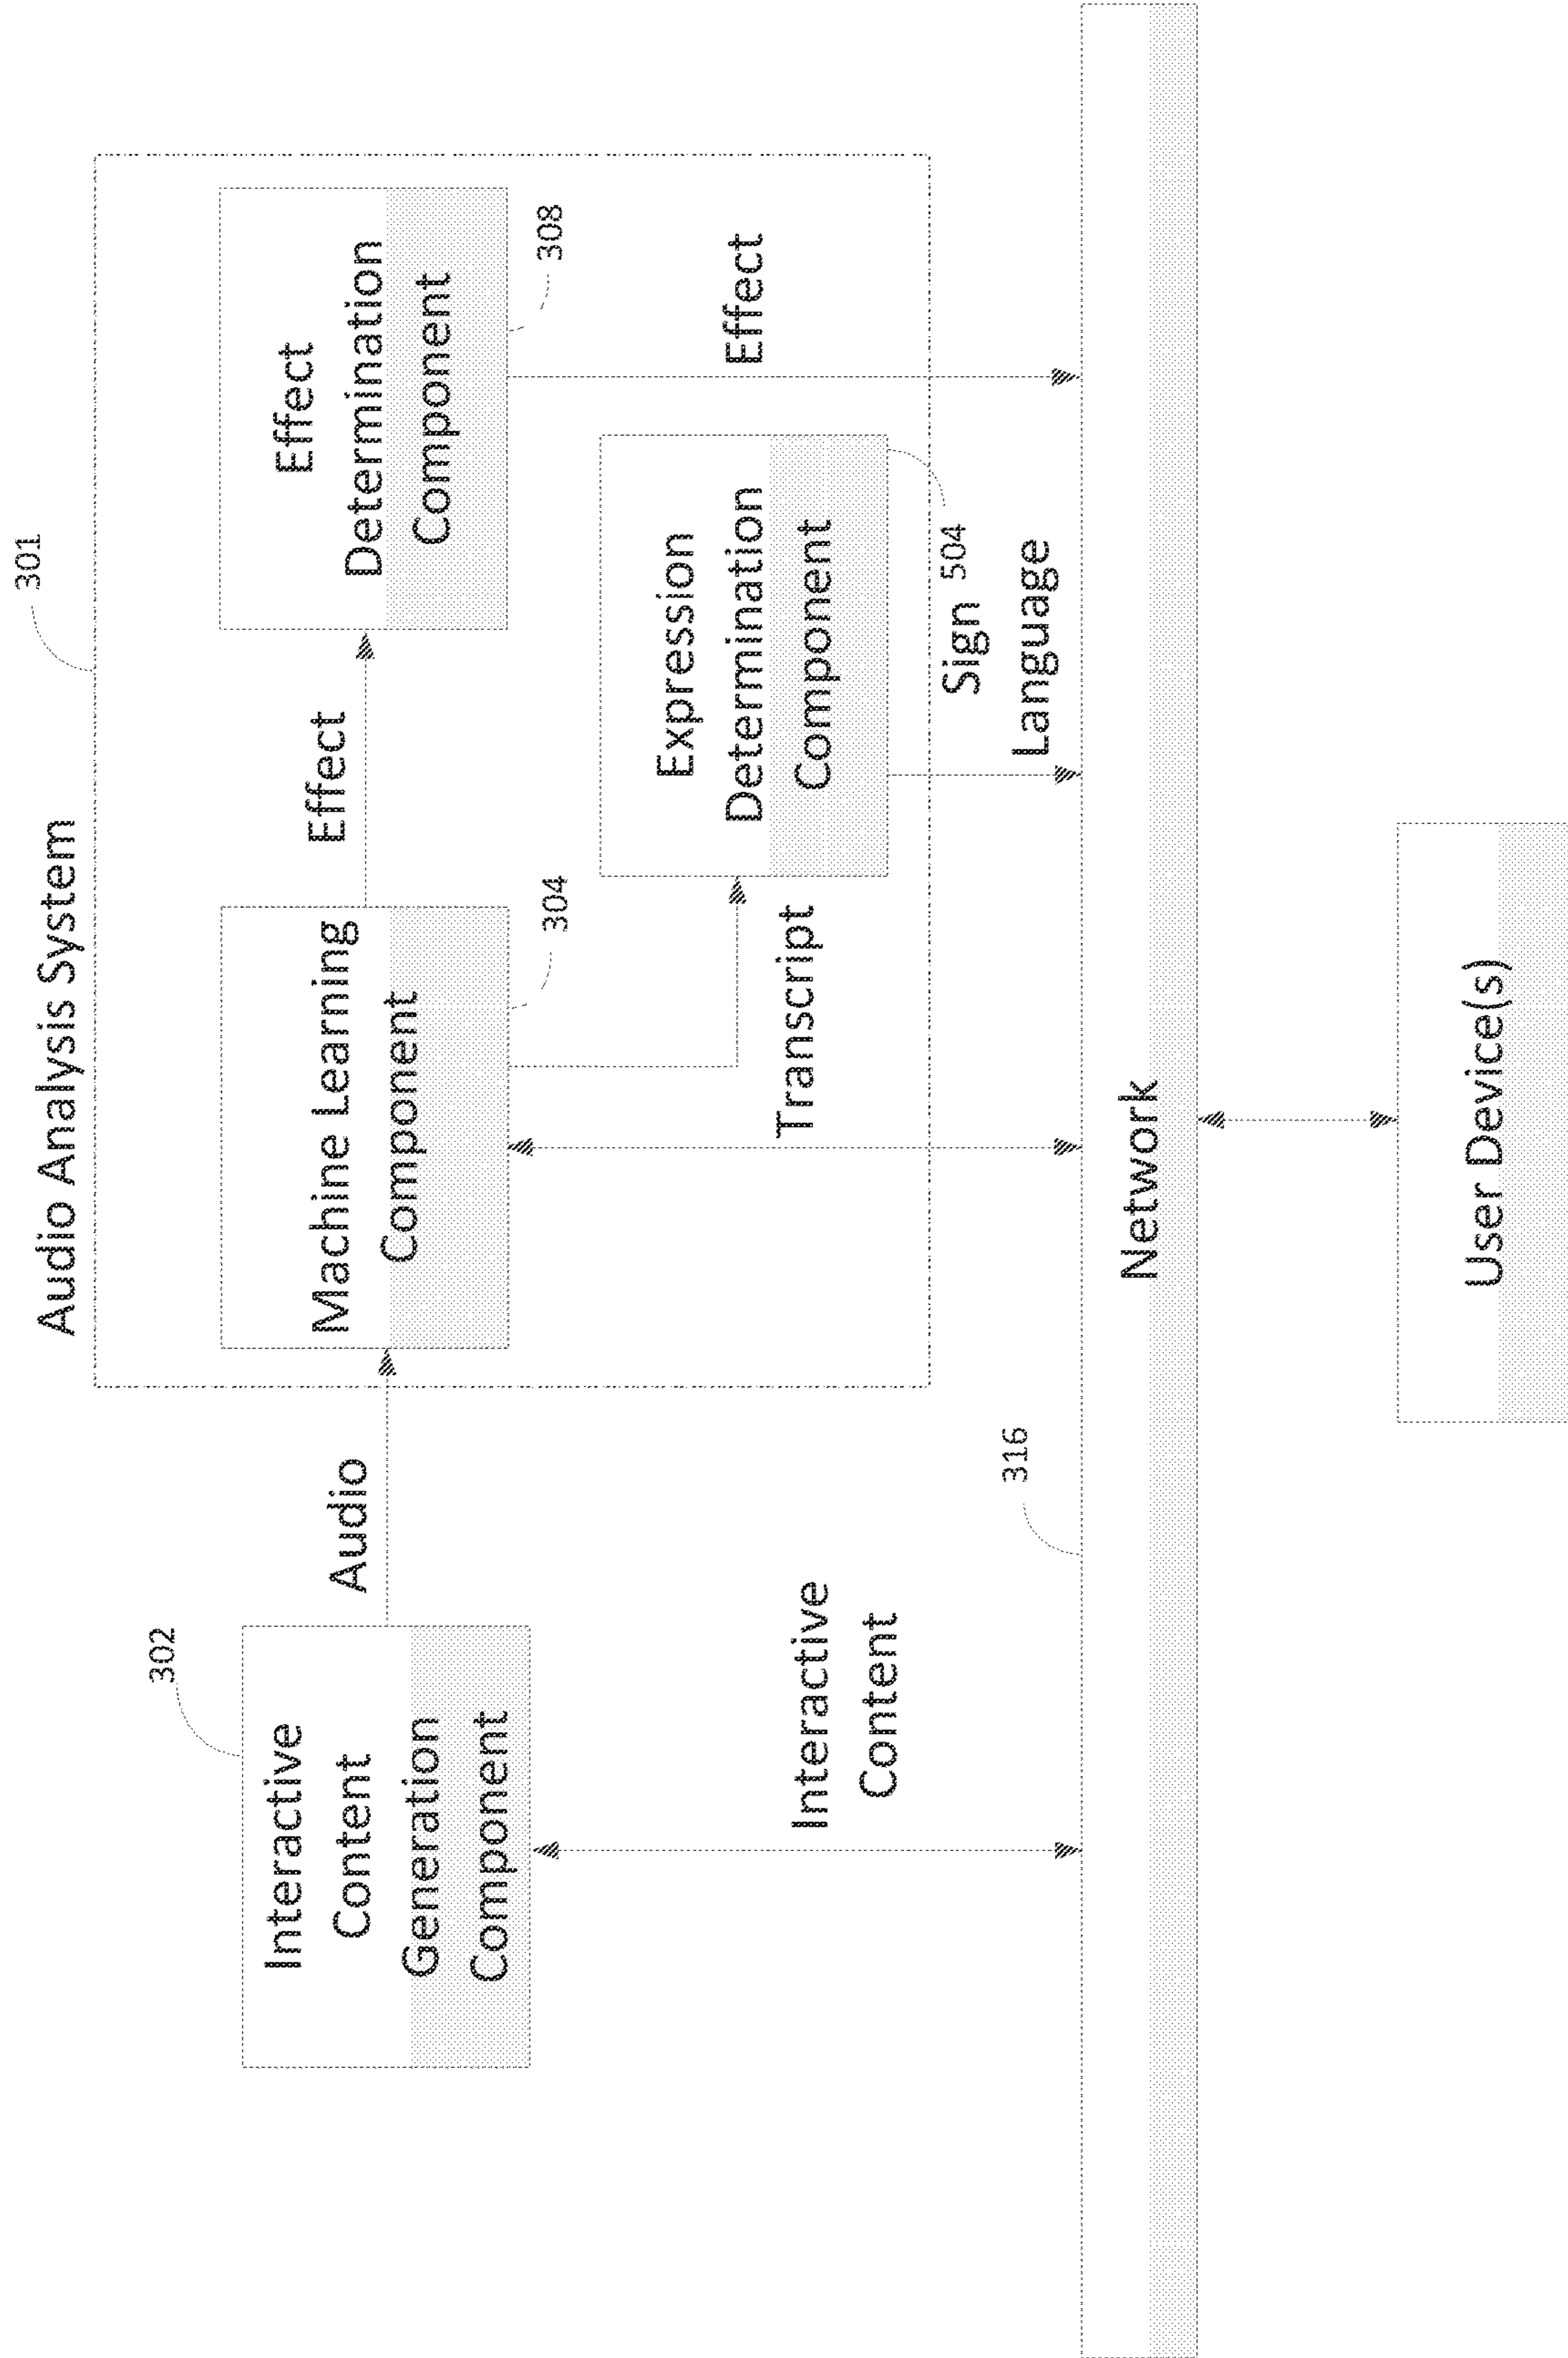 Audio Analysis System
301
302
Interactive
Content
Generation
Component
Audio
Machine Learning
Component
304
Effect
Effect
Determination
Component
308
Transcript
Expression
Determination
Component
504
Effect
Sign
Language
Interactive
Content
316
Network
User Device(s)